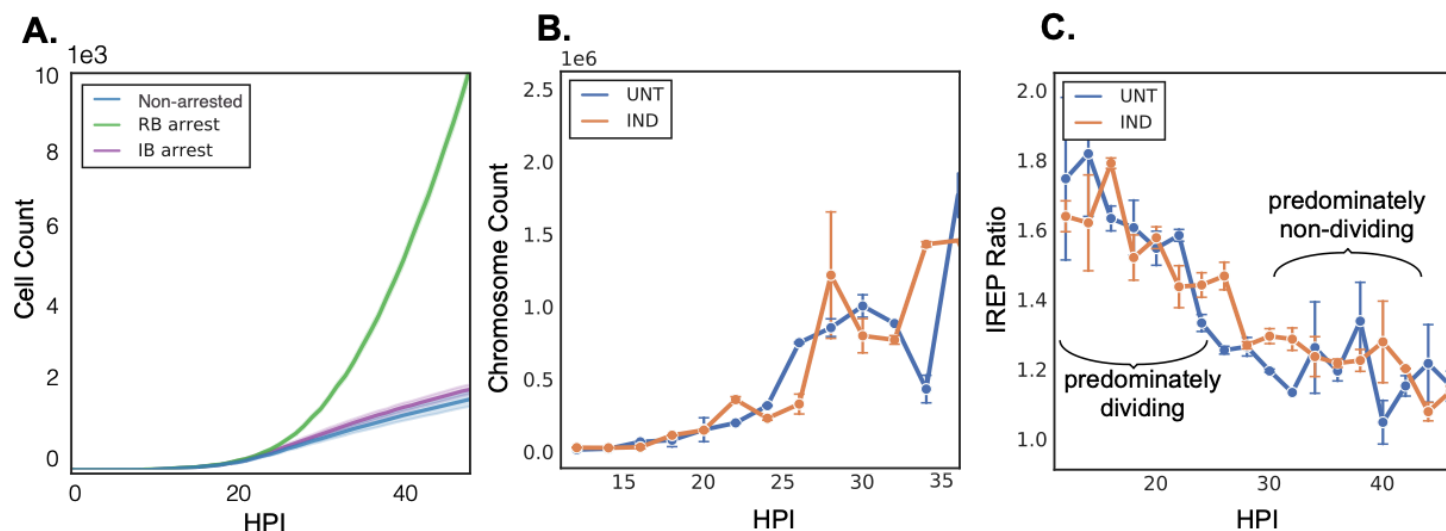 A.
1e3
10
8
6
4
2
0
Cell Count
Non-arrested
RB arrest
IB arrest
0
20
40
HPI
B.
1e6
2.5
2.0
1.5
1.0
0.5
0.0
Chromosome Count
UNT
IND
15
20
25
30
35
HPI
C.
2.0
1.8
1.6
1.4
1.2
1.0
IREP Ratio
UNT
IND
predominately
non-dividing
predominately
dividing
20
30
40
HPI